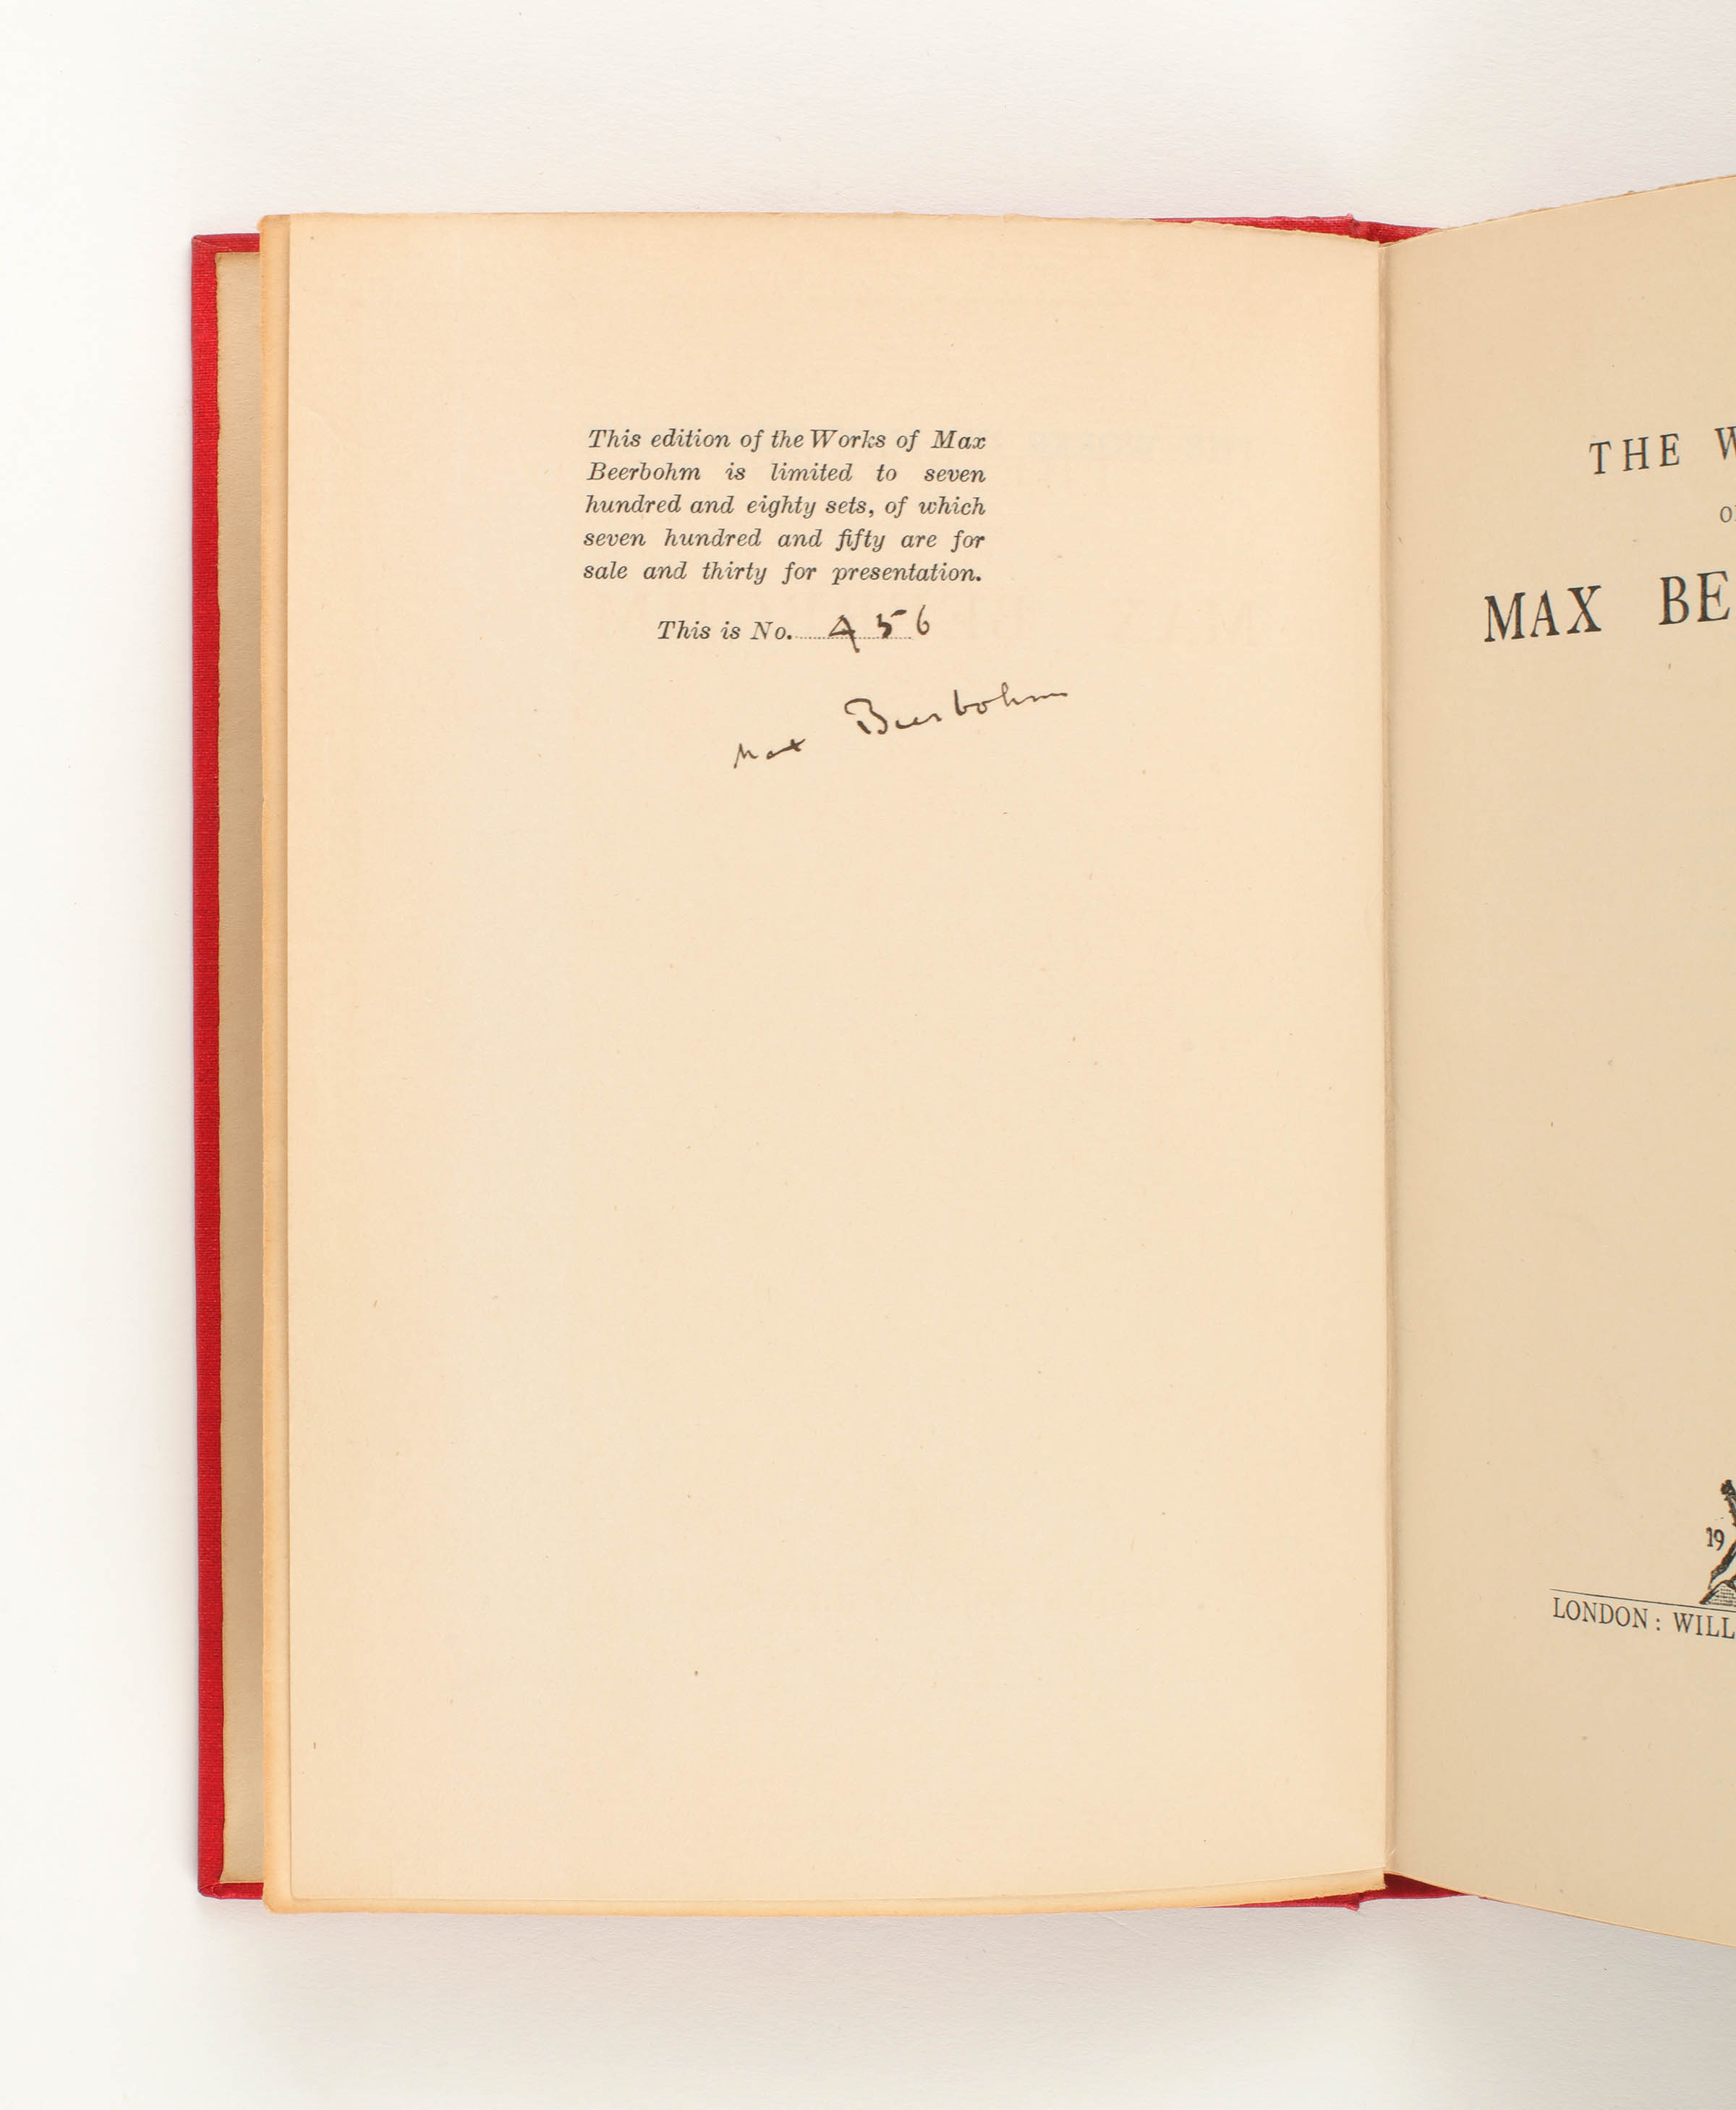 This edition of the Works of Max
Beerbohm is limited to seven
hundred and eighty sets, of which
seven hundred and fifty are for
sale and thirty for presentation.
This is No. 456
Max Beerbohm
THE W
O
MAX BE
19
LONDON: WILL